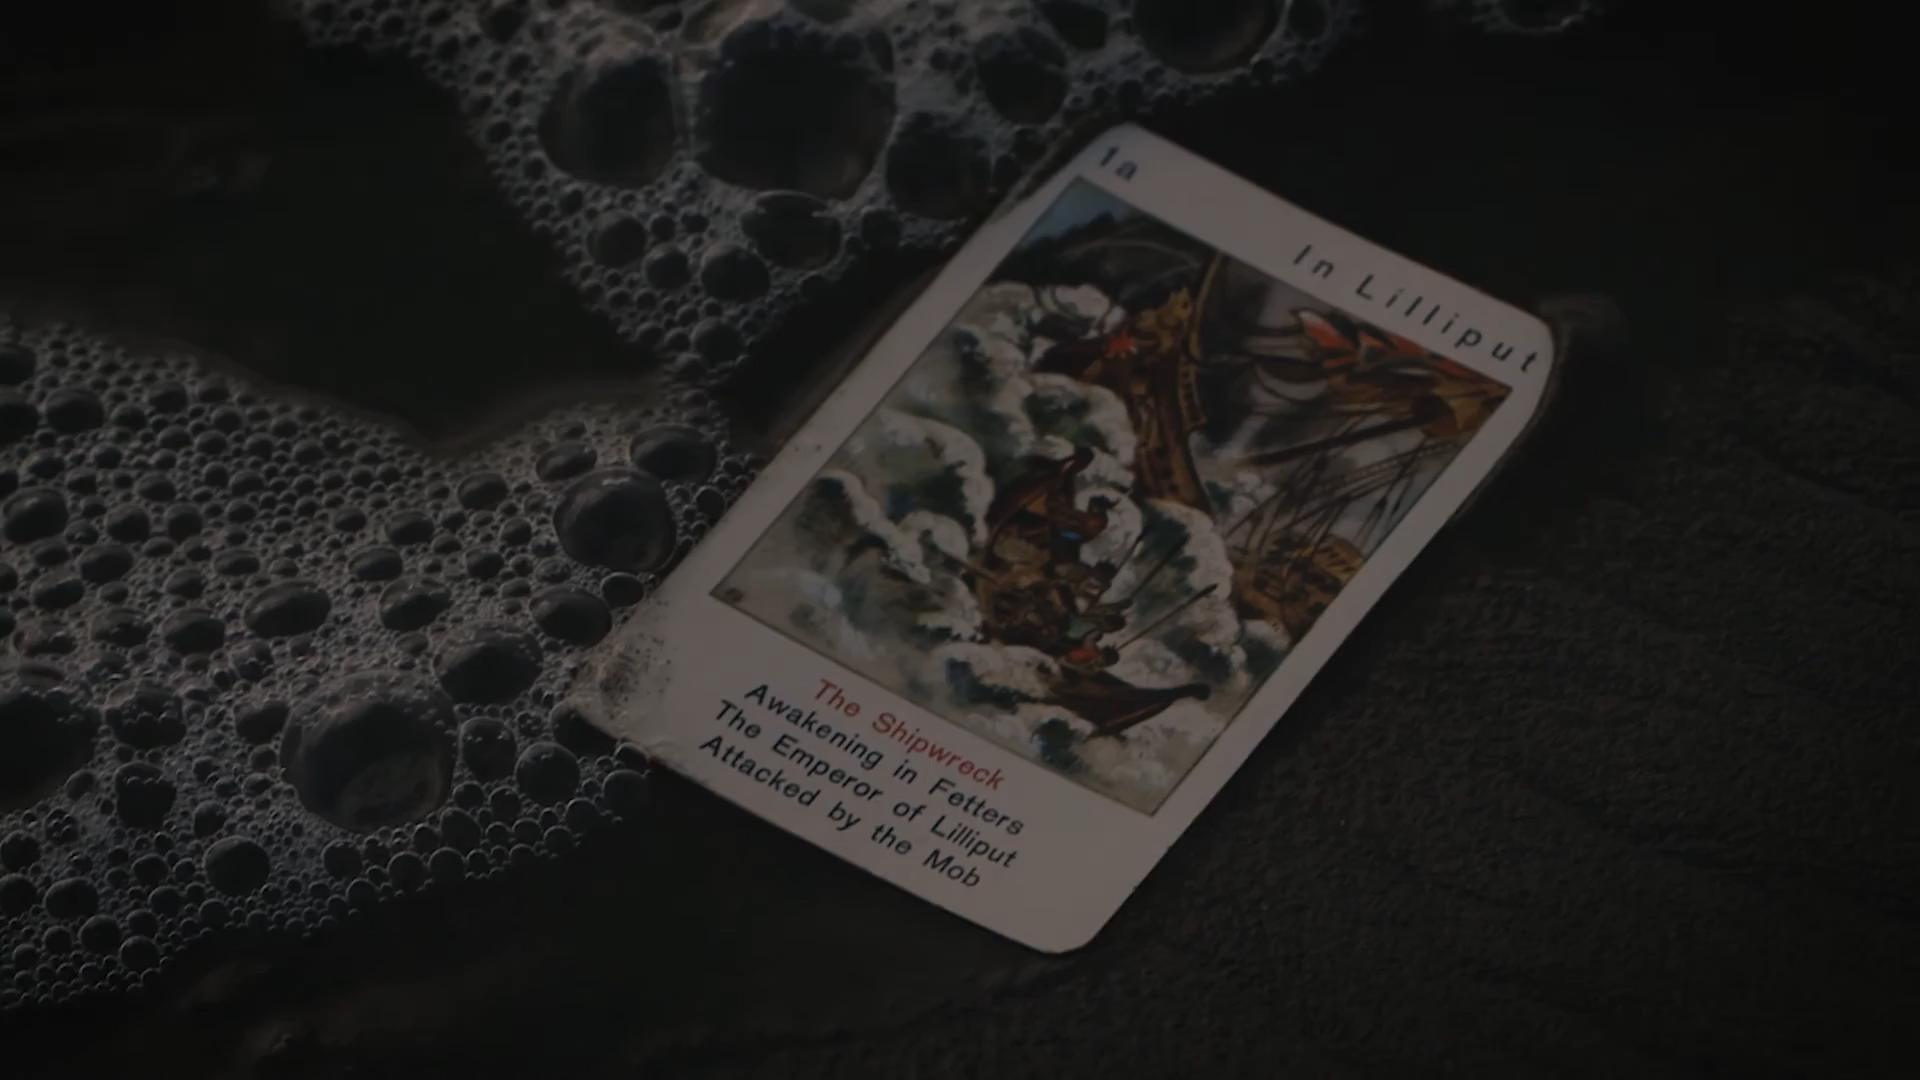 1a
In Lilliput
The Shipwreck
Awakening in Fetters
The Emperor of Lilliput
Attacked by the Mob